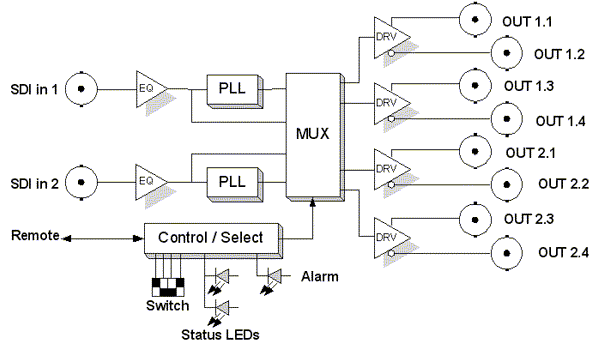 OUT 1.1
DRV
OUT 1.2
SDI in 1
EQ
PLL
OUT 1.3
DRV
OUT 1.4
MUX
OUT 2.1
DRV
SDI in 2
EQ
PLL
OUT 2.2
OUT 2.3
Remote
Control / Select
DRV
OUT 2.4
Alarm
Switch
Status LEDs